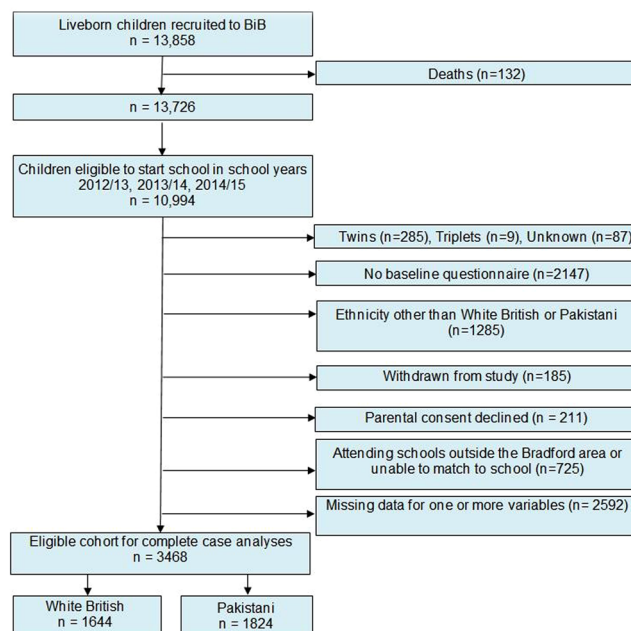 Liveborn children recruited to BiB
n = 13,858
Deaths (n=132)
n = 13,726
Children eligible to start school in school years
2012/13, 2013/14, 2014/15
n = 10,994
Twins (n=285), Triplets (n=9), Unknown (n=87)
No baseline questionnaire (n=2147)
Ethnicity other than White British or Pakistani
(n=1285)
Withdrawn from study (n=185)
Parental consent declined (n = 211)
Attending schools outside the Bradford area or
unable to match to school (n=725)
Missing data for one or more variables (n= 2592)
Eligible cohort for complete case analyses
n = 3468
White British
n = 1644
Pakistani
n = 1824